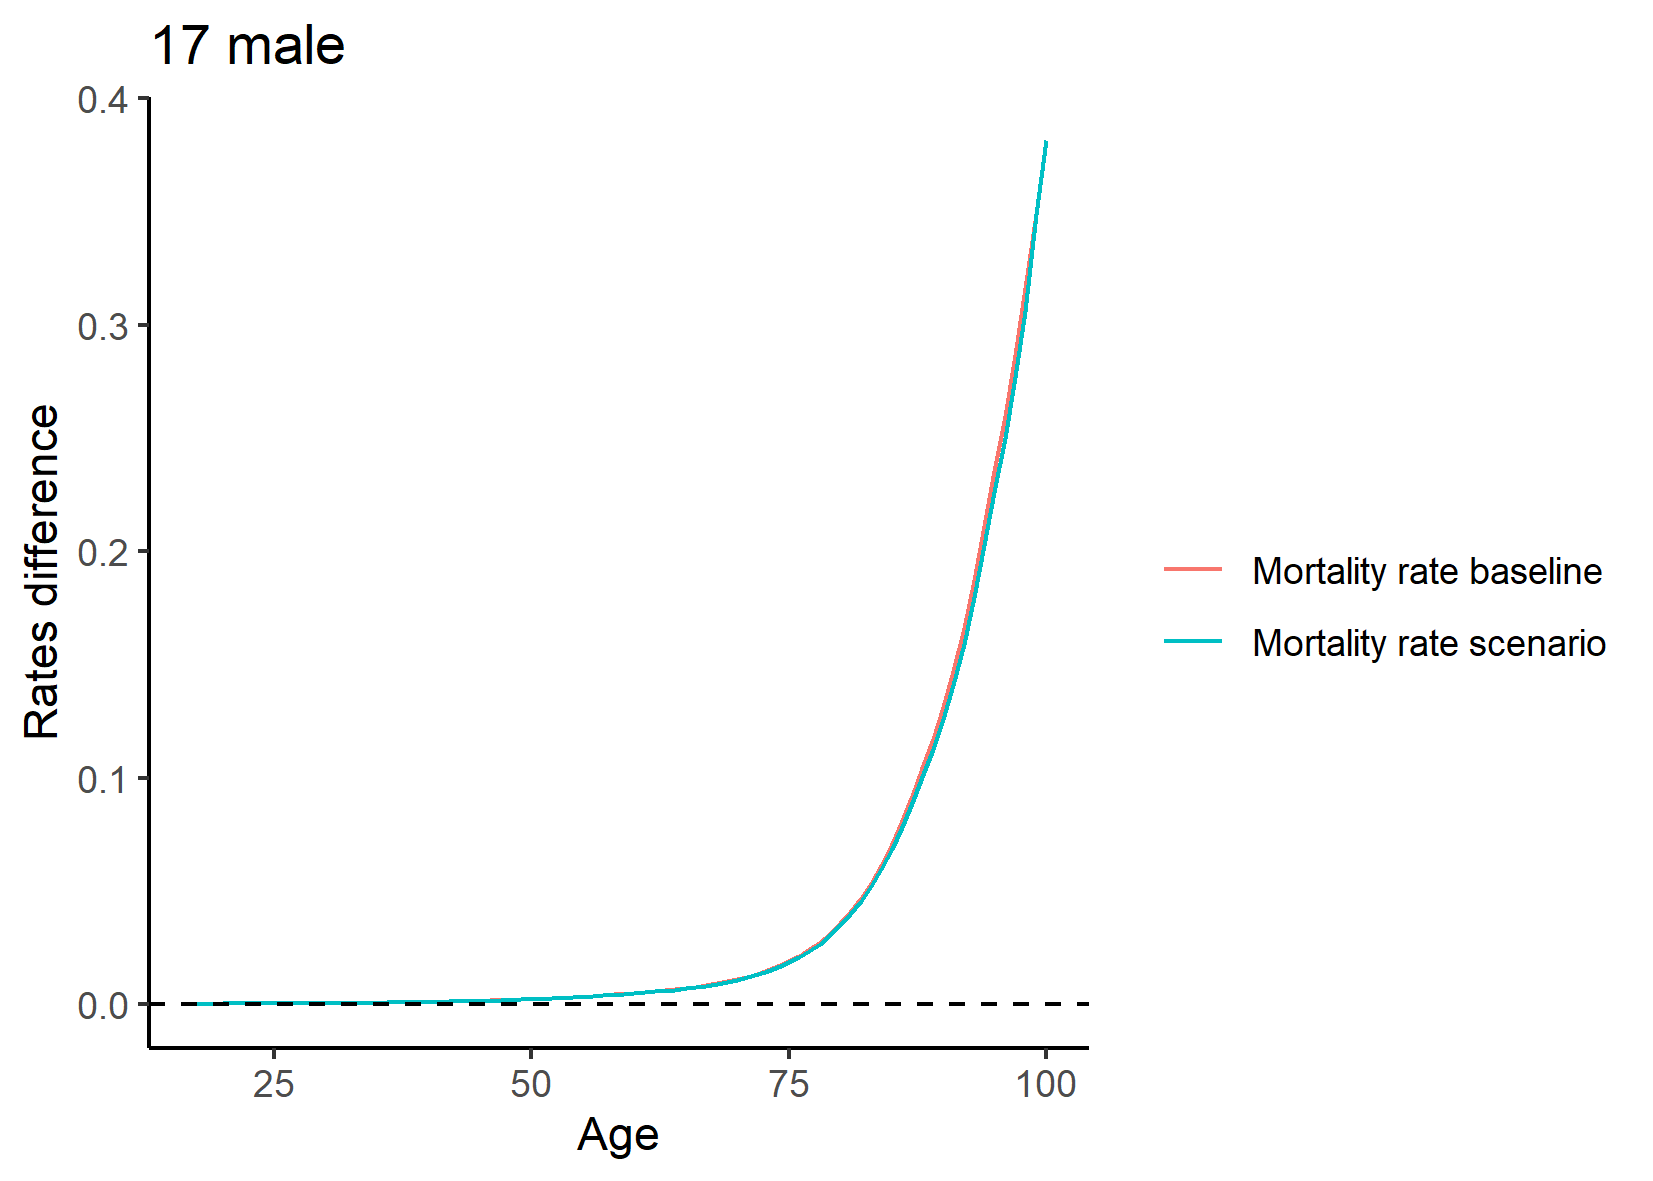 17 male
0.4
0.3
0.2
0.1
0.0
Rates difference
25 50 75 100
Age
Mortality rate baseline
Mortality rate scenario